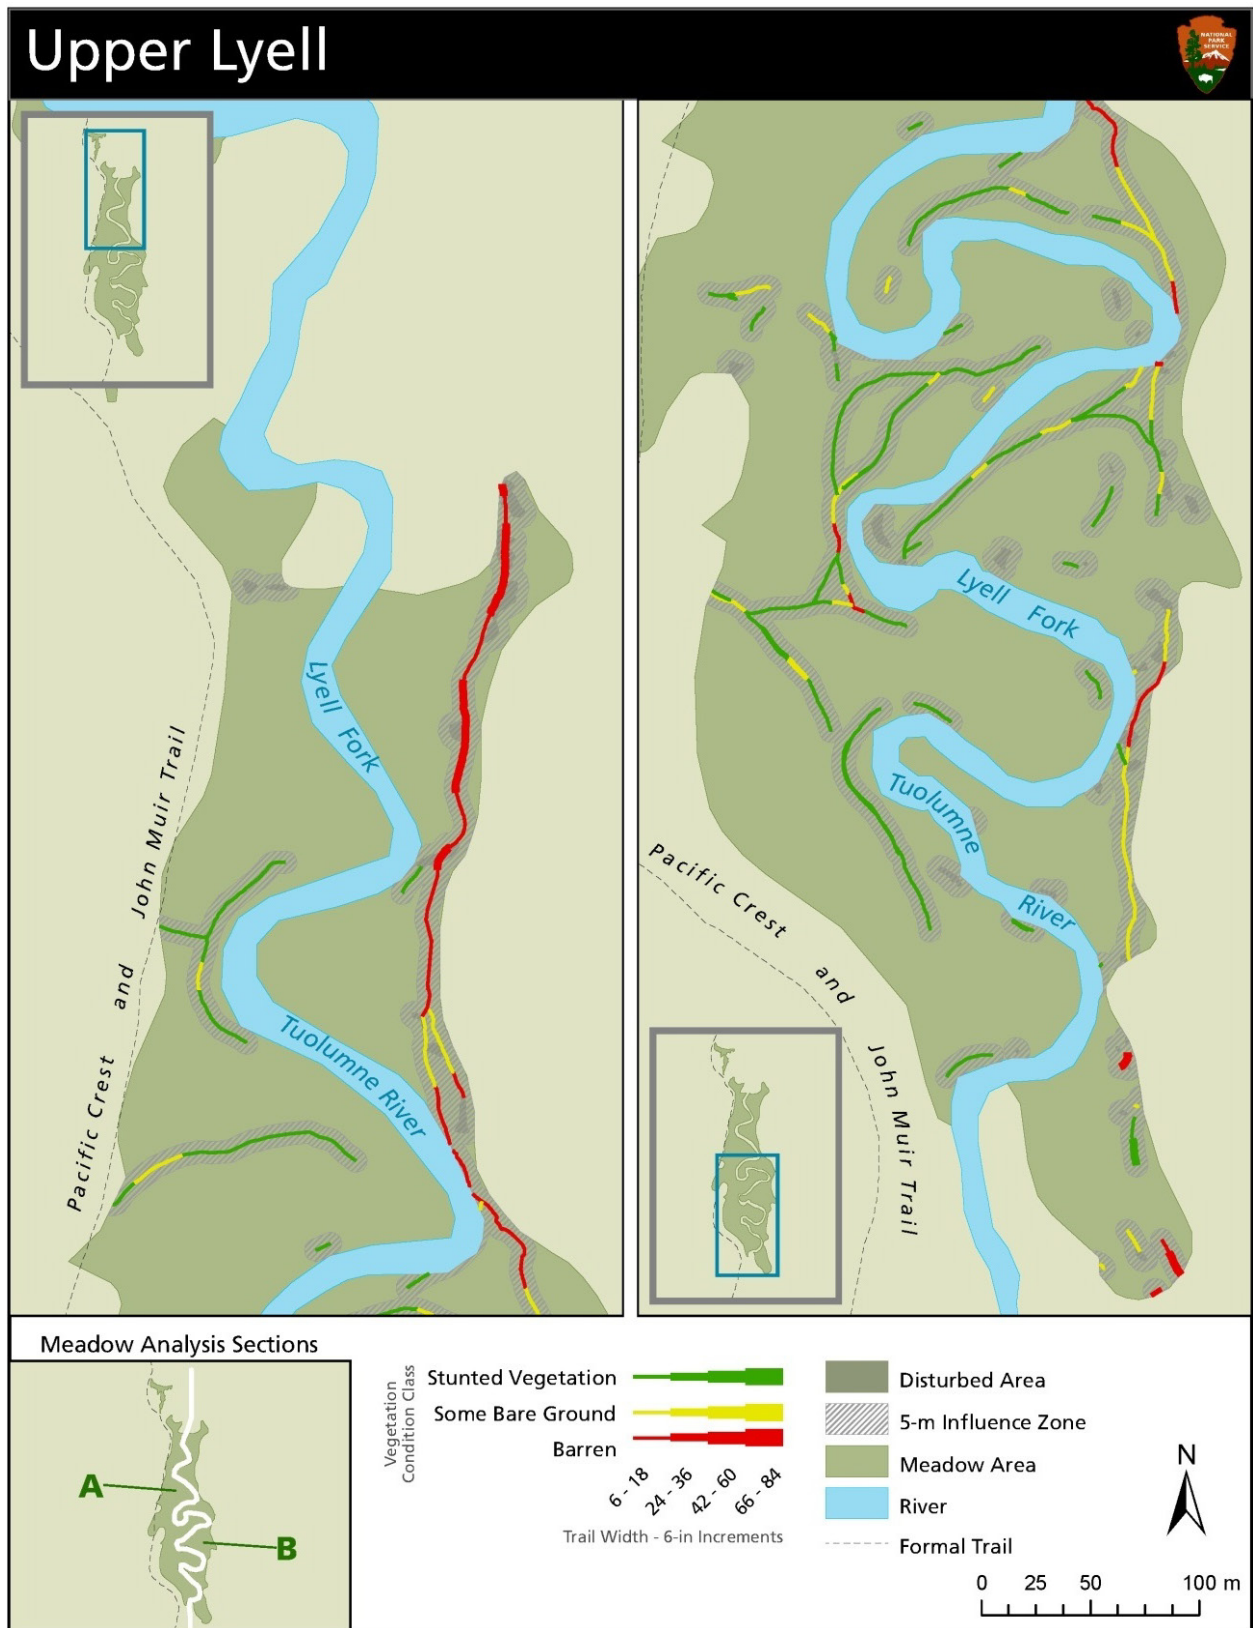 Upper Lyell
NATIONAL
PARK
SERVICE
Lyell Fork
John Muir Trail
and
Pacific Crest
Tuolumne River
Lyell Fork
Tuolumne
River
Pacific Crest
and
John Muir Trail
Meadow Analysis Sections
A
B
Vegetation
Condition Class
Stunted Vegetation
Some Bare Ground
Barren
6 - 18
24 - 36
42 - 60
66 - 84
Trail Width - 6-in Increments
Disturbed Area
5-m Influence Zone
Meadow Area
River
Formal Trail
N
0 25 50 100 m